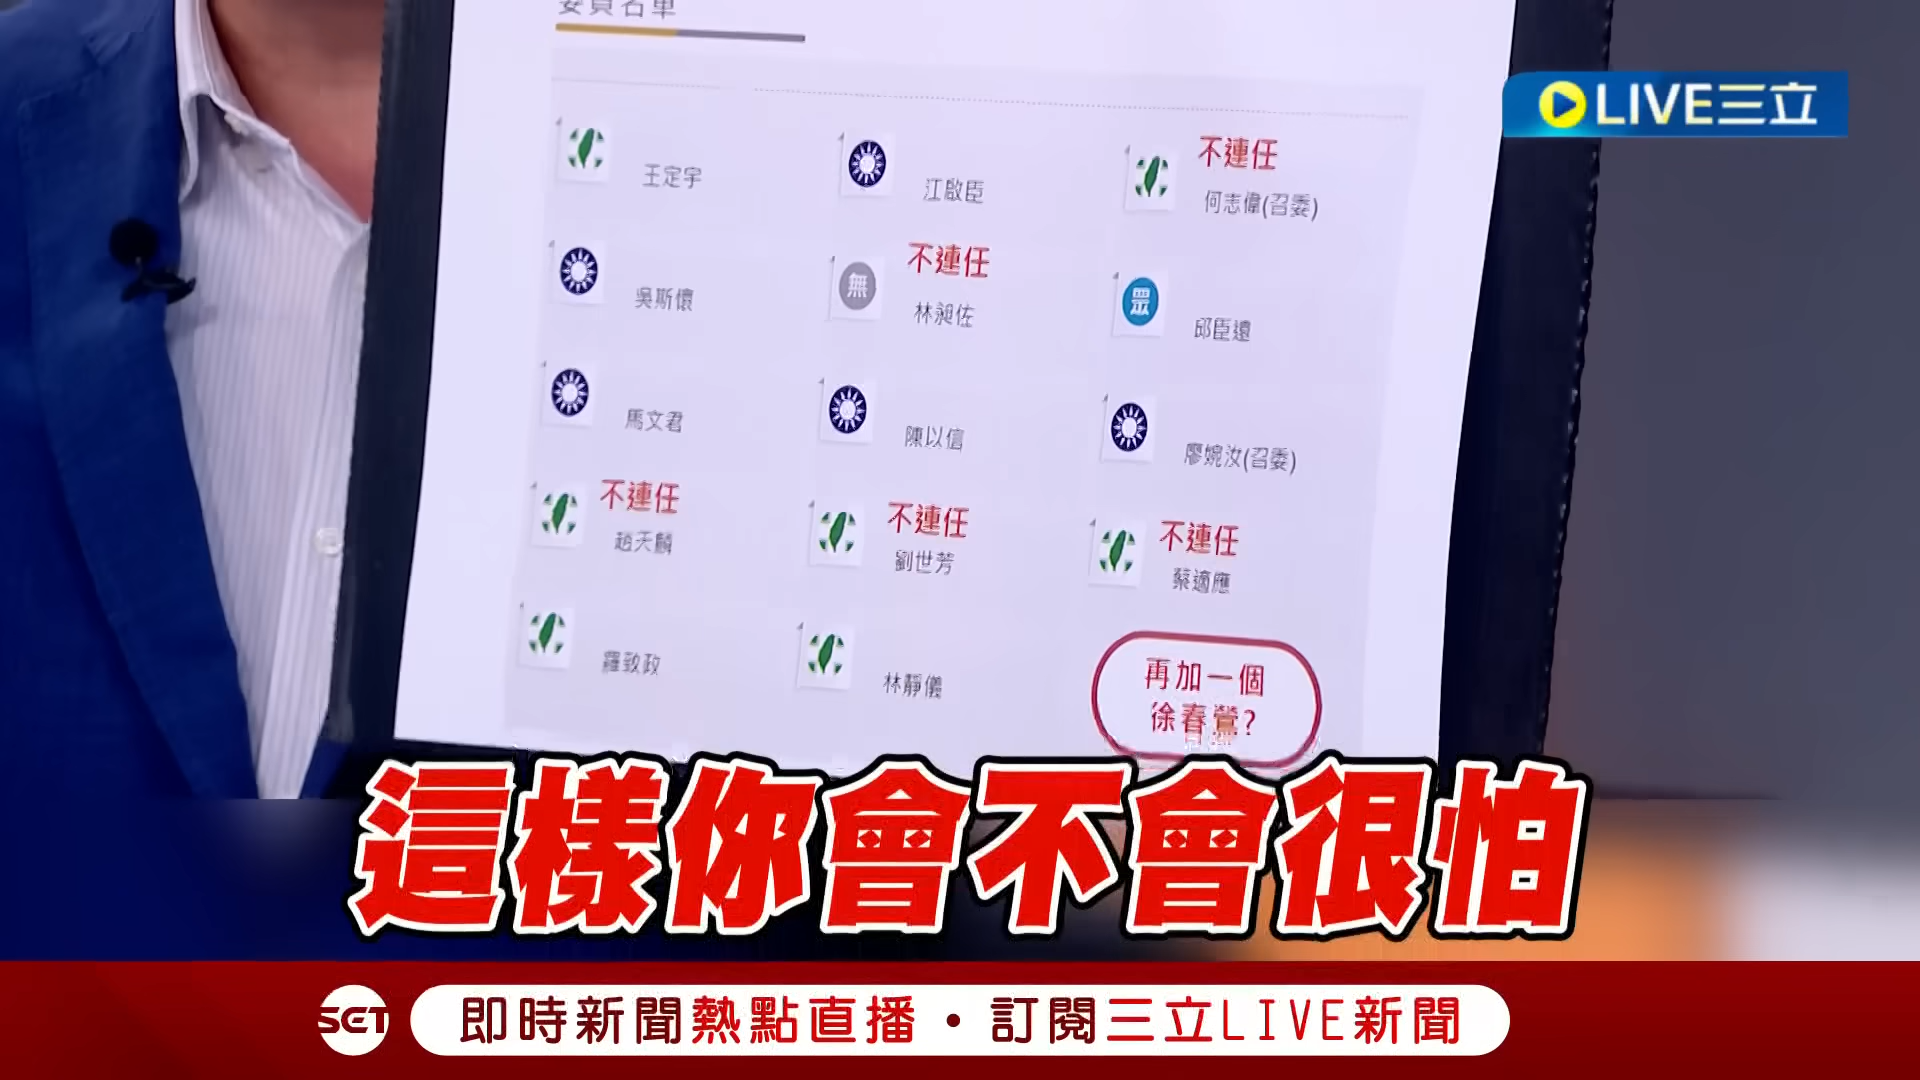 委員名單
LIVE三立
王定宇
江啟臣
不連任
何志偉(召委)
吳斯懷
不連任
無
林昶佐
眾
邱臣遠
馬文君
陳以信
廖婉汝(召委)
不連任
趙天麟
不連任
劉世芳
不連任
蔡適應
羅致政
林靜儀
再加一個
徐春鶯?
這樣你會不會很怕
SET
即時新聞熱點直播・訂閱三立LIVE新聞